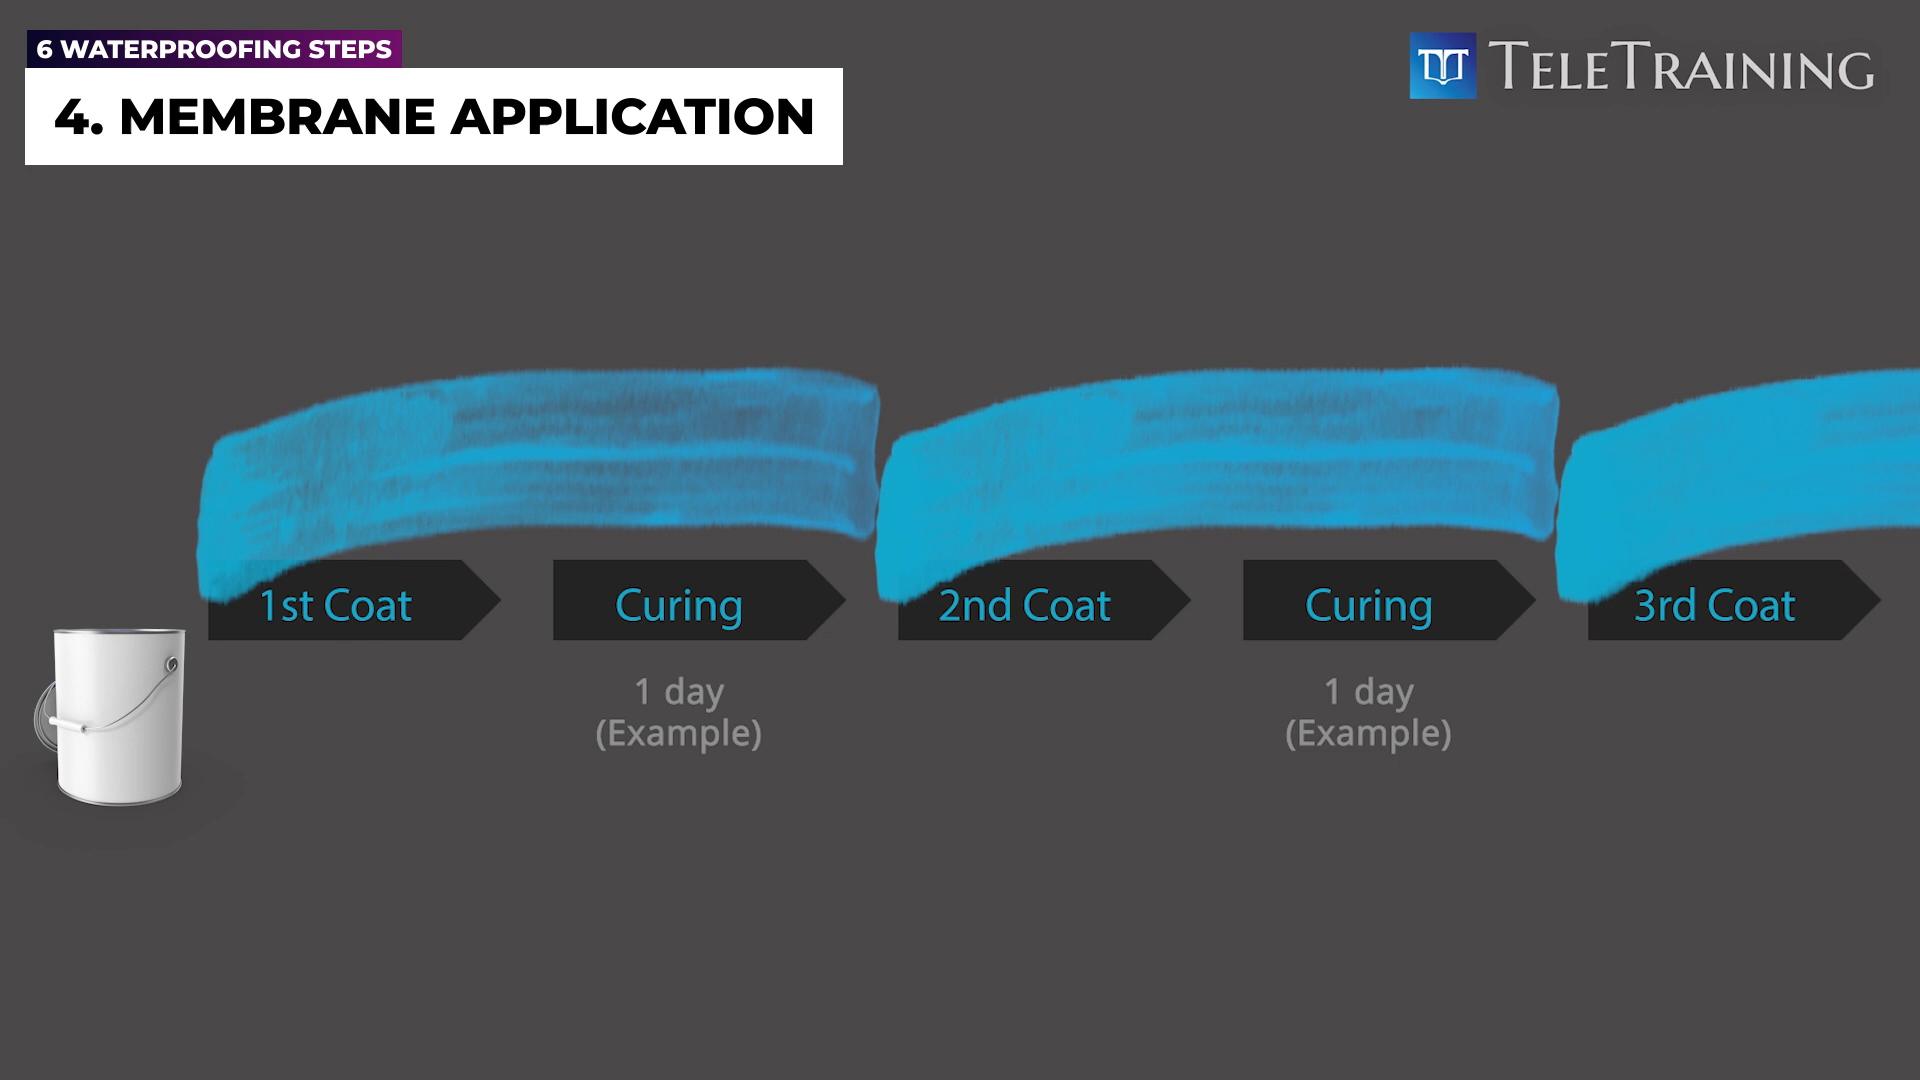 6 WATERPROOFING STEPS
4. MEMBRANE APPLICATION
TELETRAINING
1st Coat
Curing
2nd Coat
Curing
3rd Coat
1 day
(Example)
1 day
(Example)